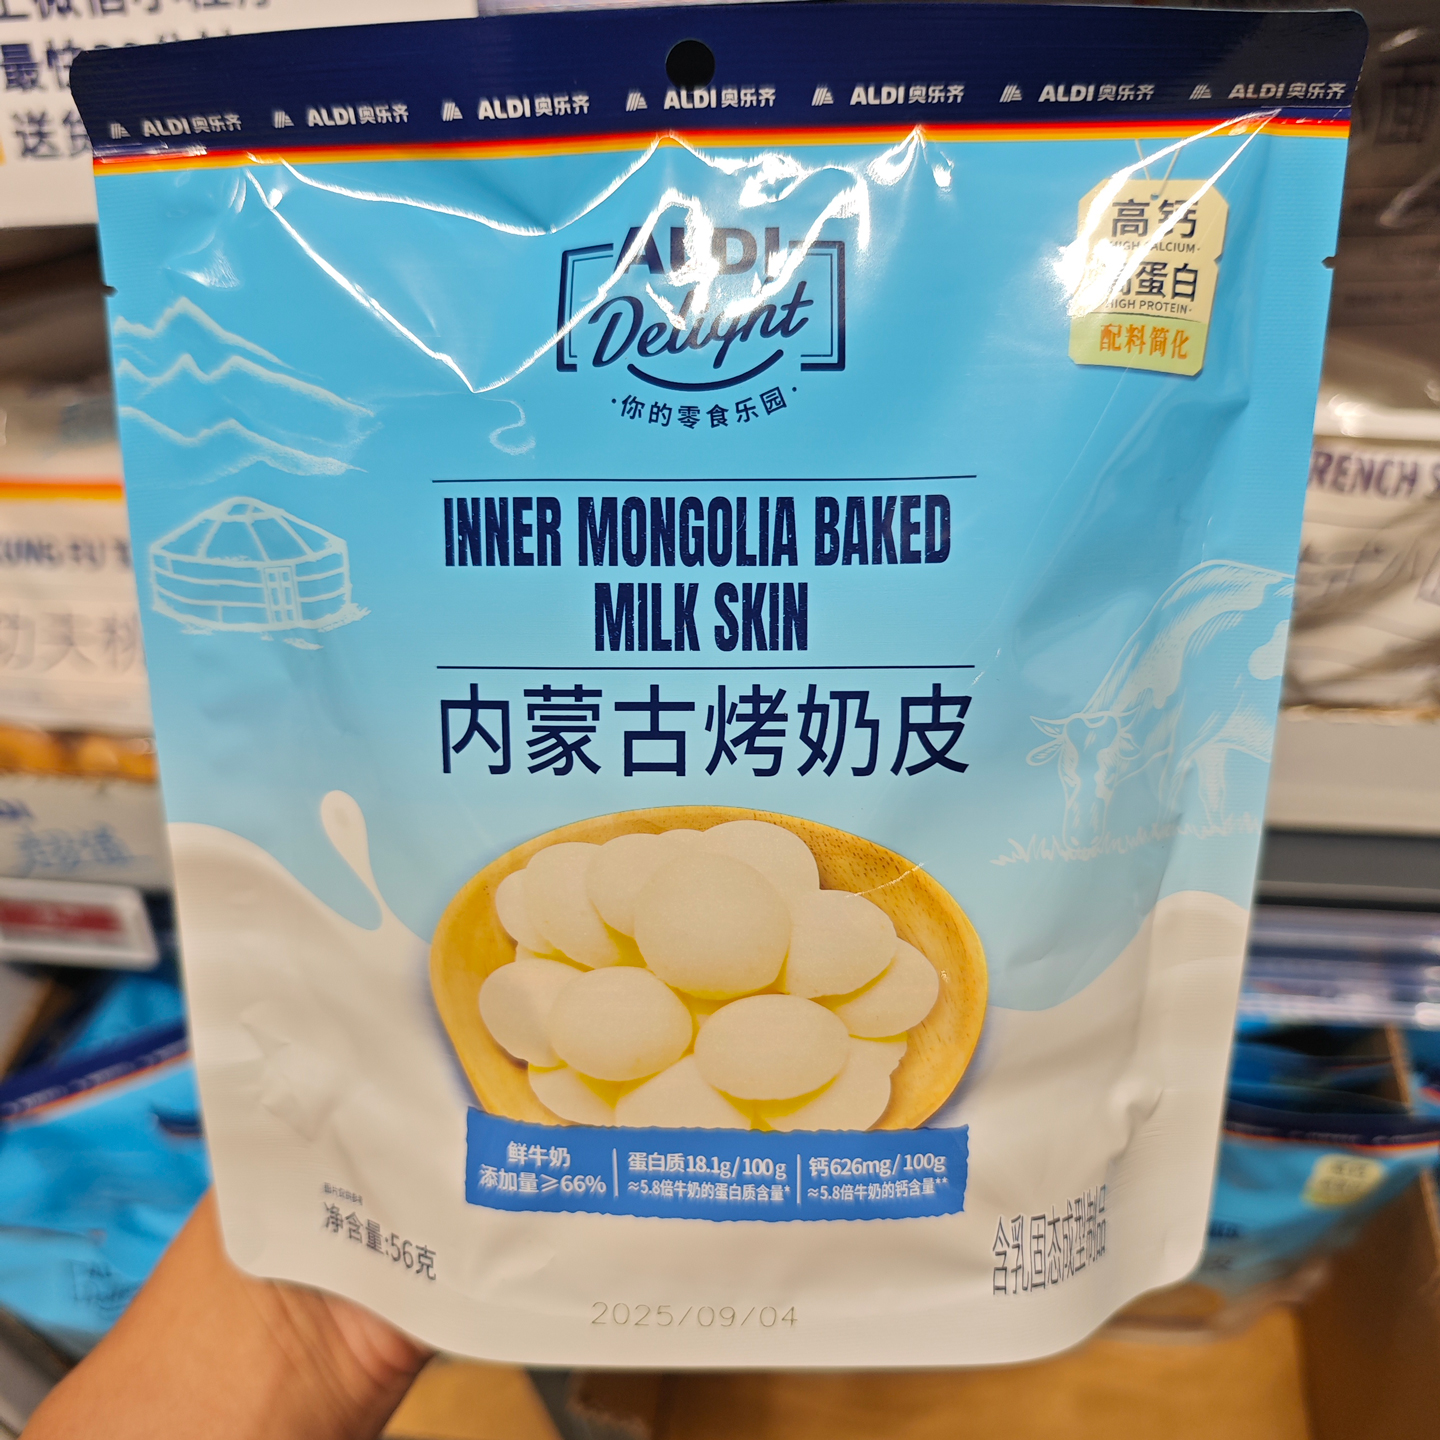 ALDI奥乐齐 ALDI奥乐齐 ALDI奥乐齐 ALDI奥乐齐 ALDI奥乐齐 ALDI奥乐齐 ALDI奥乐齐
ALDI
Delight
·你的零食乐园·
高钙
·HIGH CALCIUM·
高蛋白
·HIGH PROTEIN·
配料简化
INNER MONGOLIA BAKED
MILK SKIN
内蒙古烤奶皮
鲜牛奶
添加量≥66%
蛋白质18.1g/100g
≈5.8倍牛奶的蛋白质含量*
钙626mg/100g
≈5.8倍牛奶的钙含量**
净含量:56克
含乳固态成型制品
2025/09/04
RENCH